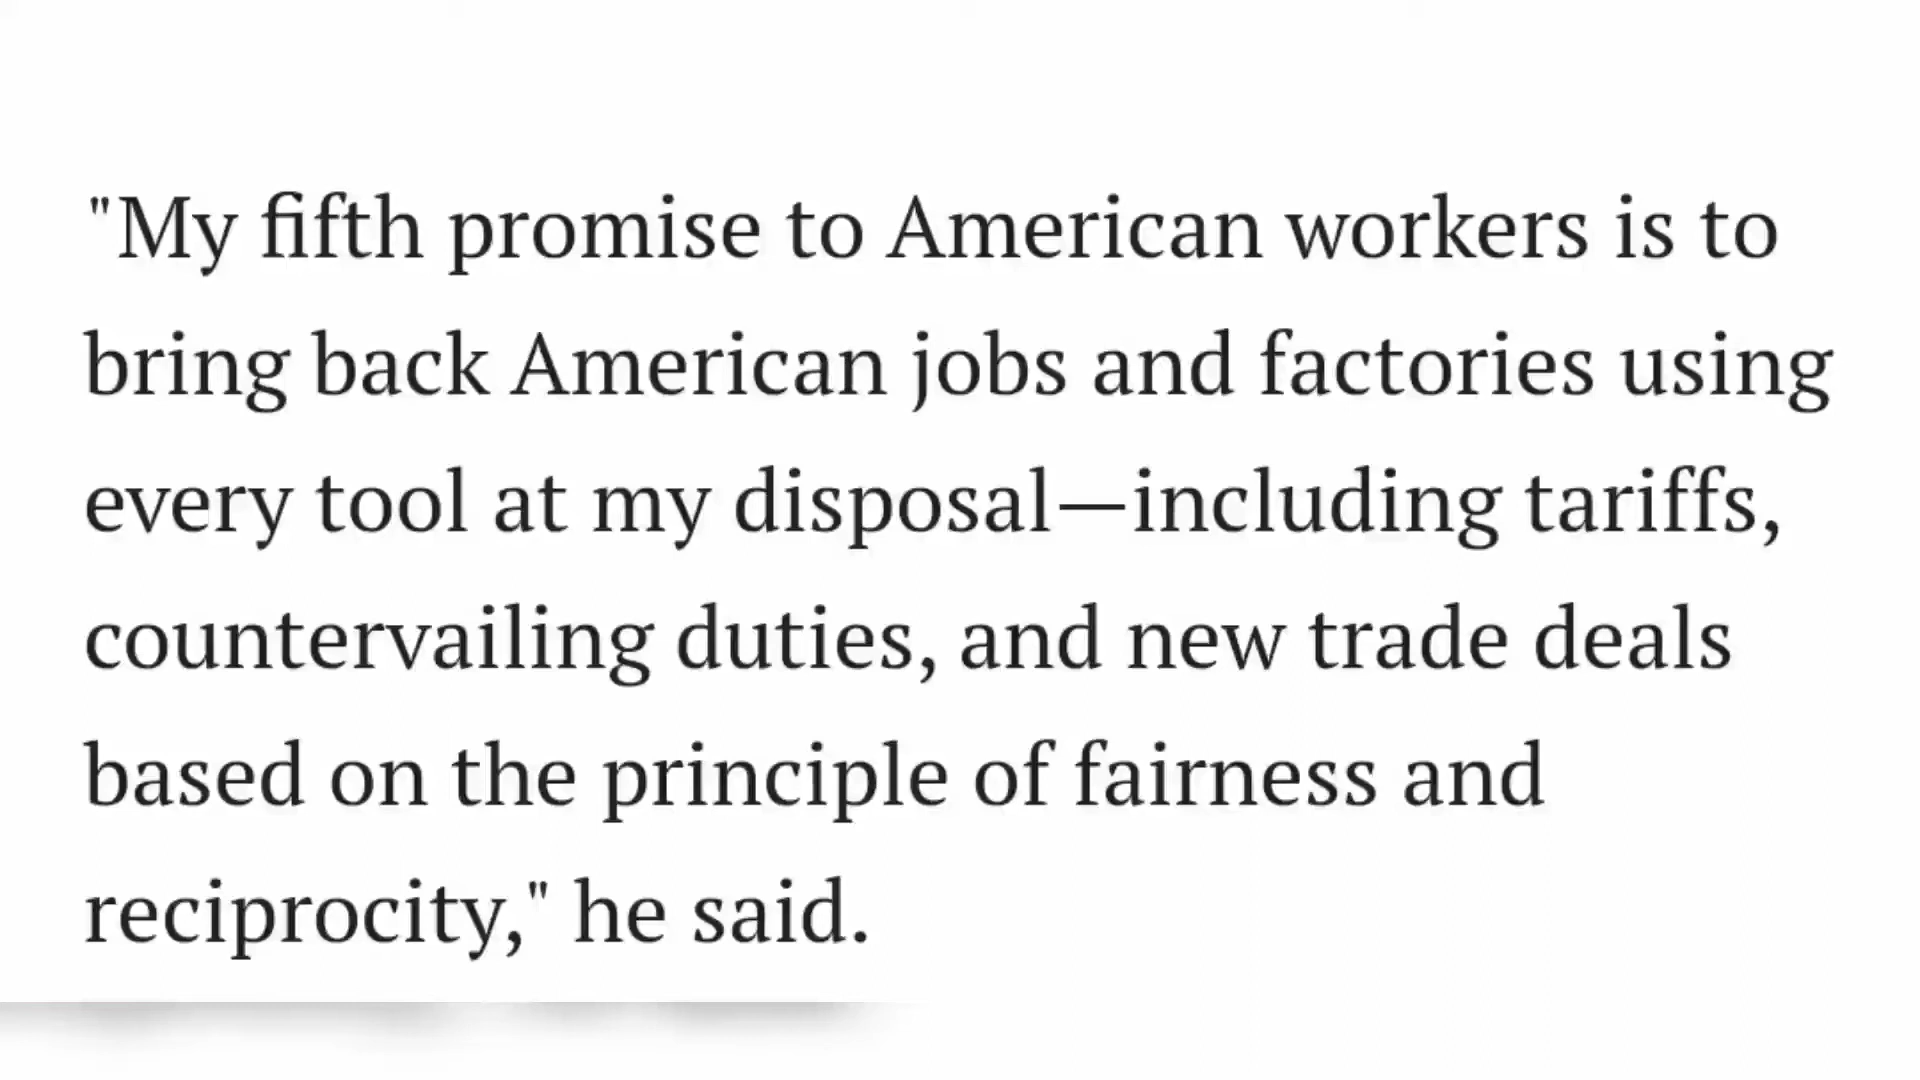 "My fifth promise to American workers is to
bring back American jobs and factories using
every tool at my disposal—including tariffs,
countervailing duties, and new trade deals
based on the principle of fairness and
reciprocity," he said.